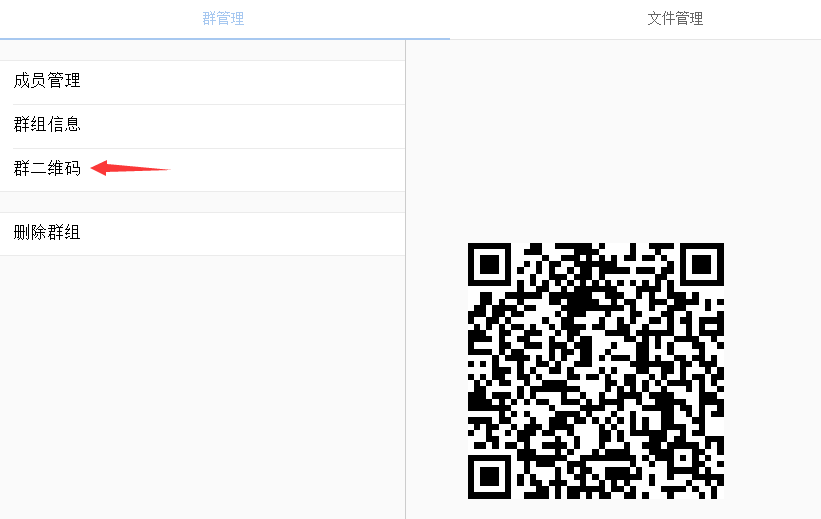 群管理
文件管理
成员管理
群组信息
群二维码
删除群组